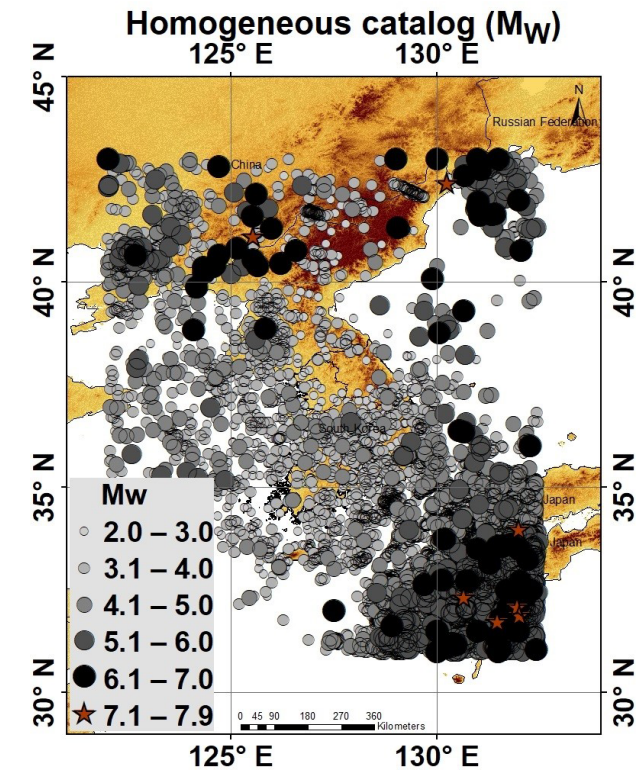 Homogeneous catalog (MW)
125° E 130° E
45° N
N
Russian Federation
China
40° N 40° N
South Korea
35° N 35° N
Japan
Japan
Mw
2.0 – 3.0
3.1 – 4.0
4.1 – 5.0
5.1 – 6.0
6.1 – 7.0
7.1 – 7.9
30° N 30° N
0 45 90 180 270 360
Kilometers
125° E 130° E